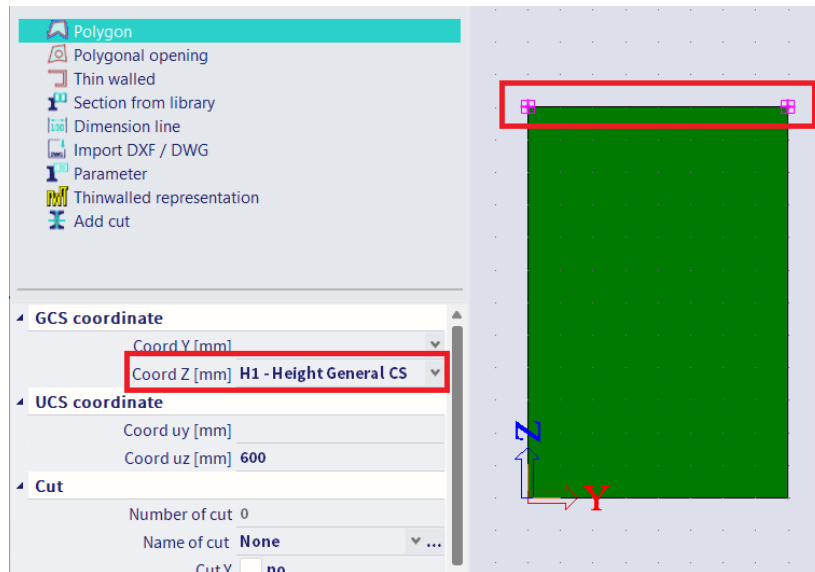 Polygon
Polygonal opening
Thin walled
Section from library
Dimension line
Import DXF / DWG
Parameter
Thinwalled representation
Add cut
GCS coordinate
Coord Y [mm]
Coord Z [mm] H1 - Height General CS
UCS coordinate
Coord uy [mm]
Coord uz [mm] 600
Cut
Number of cut 0
Name of cut None ...
Cut Y no
Z
Y